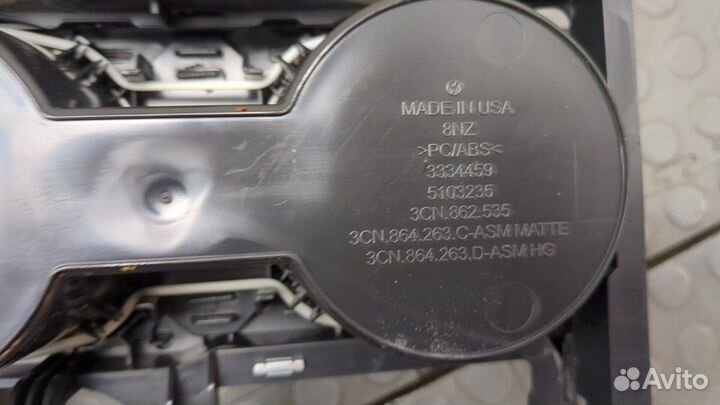 MADE IN USA
8NZ
>PC/ABS<
3334459
5103235
3CN.862.535
3CN.864.263.C-ASM MATTE
3CN.864.263.D-ASM HG
Avito